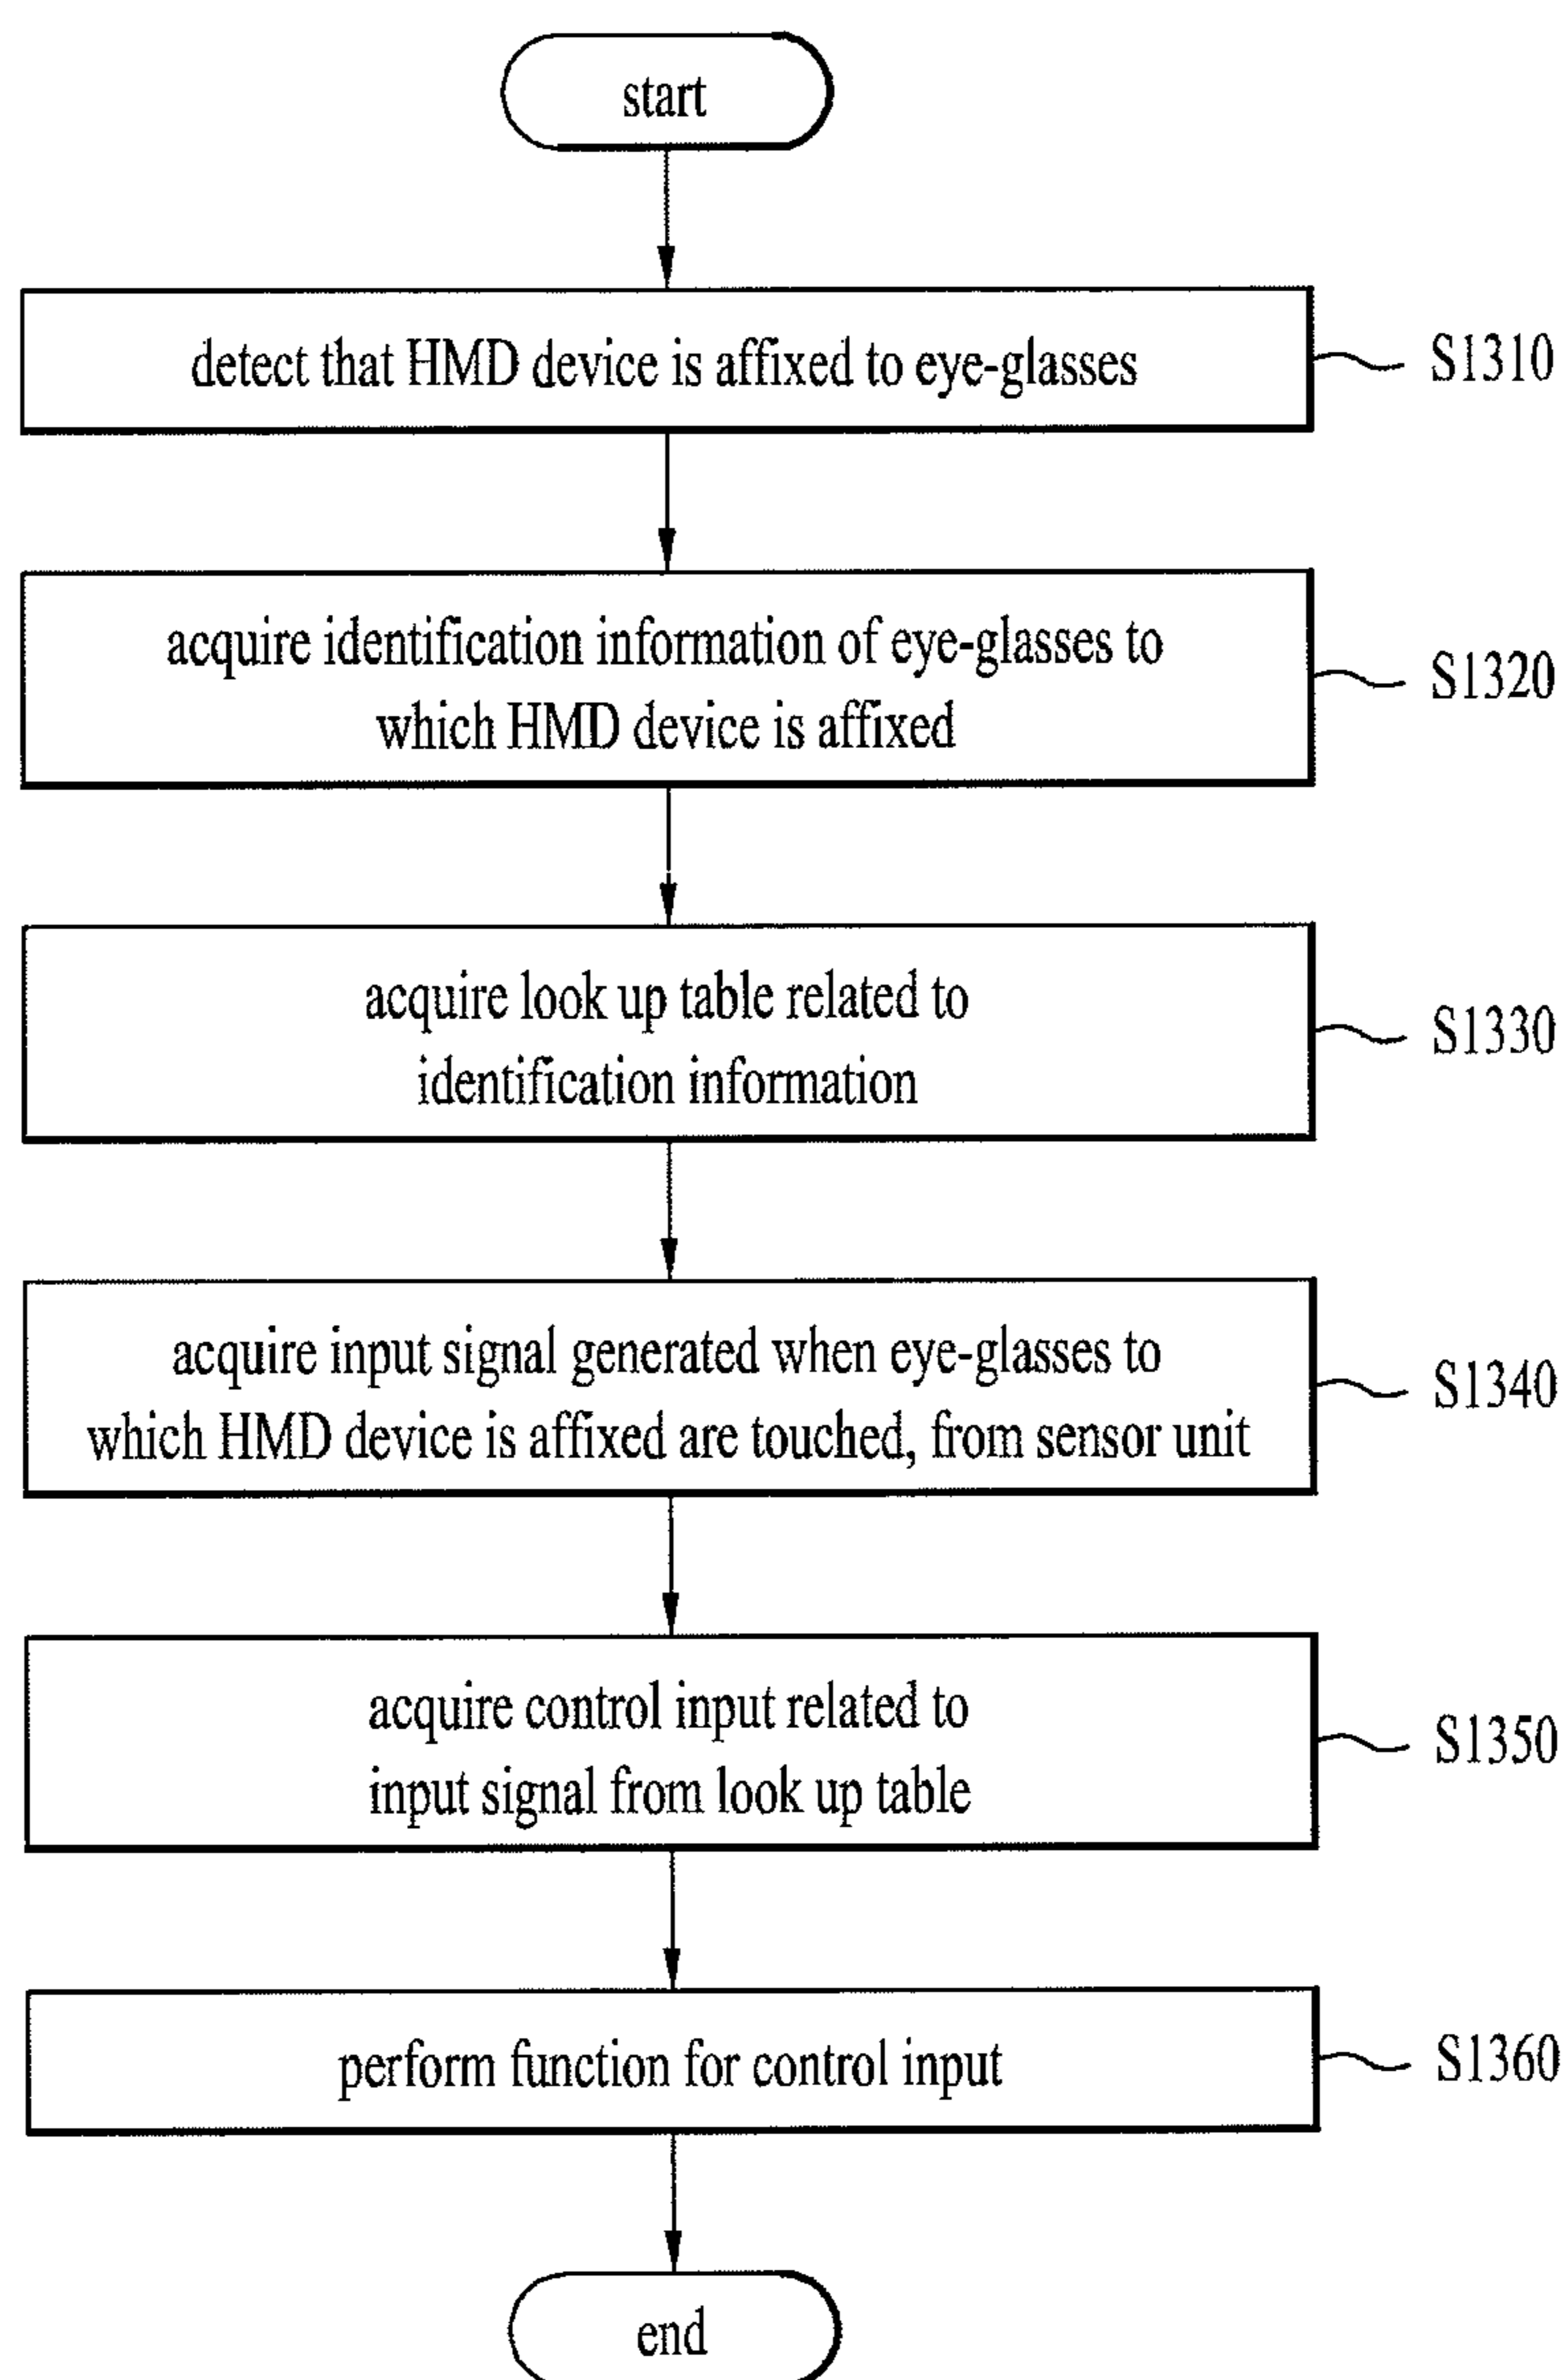 start
detect that HMD device is affixed to eye-glasses
S1310
acquire identification information of eye-glasses to
which HMD device is affixed
S1320
acquire look up table related to
identification information
S1330
acquire input signal generated when eye-glasses to
which HMD device is affixed are touched, from sensor unit
S1340
acquire control input related to
input signal from look up table
S1350
perform function for control input
S1360
end